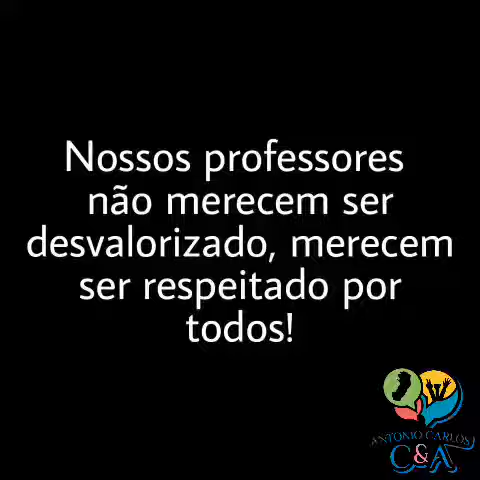 Nossos professores
não merecem ser
desvalorizado, merecem
ser respeitado por
todos!
ANTONIO CARLOS
C&A